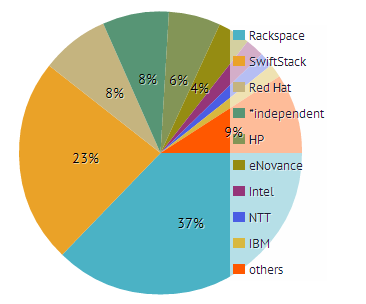 Rackspace
SwiftStack
Red Hat
*independent
HP
eNovance
Intel
NTT
IBM
others
8%
8%
6%
4%
9%
23%
37%